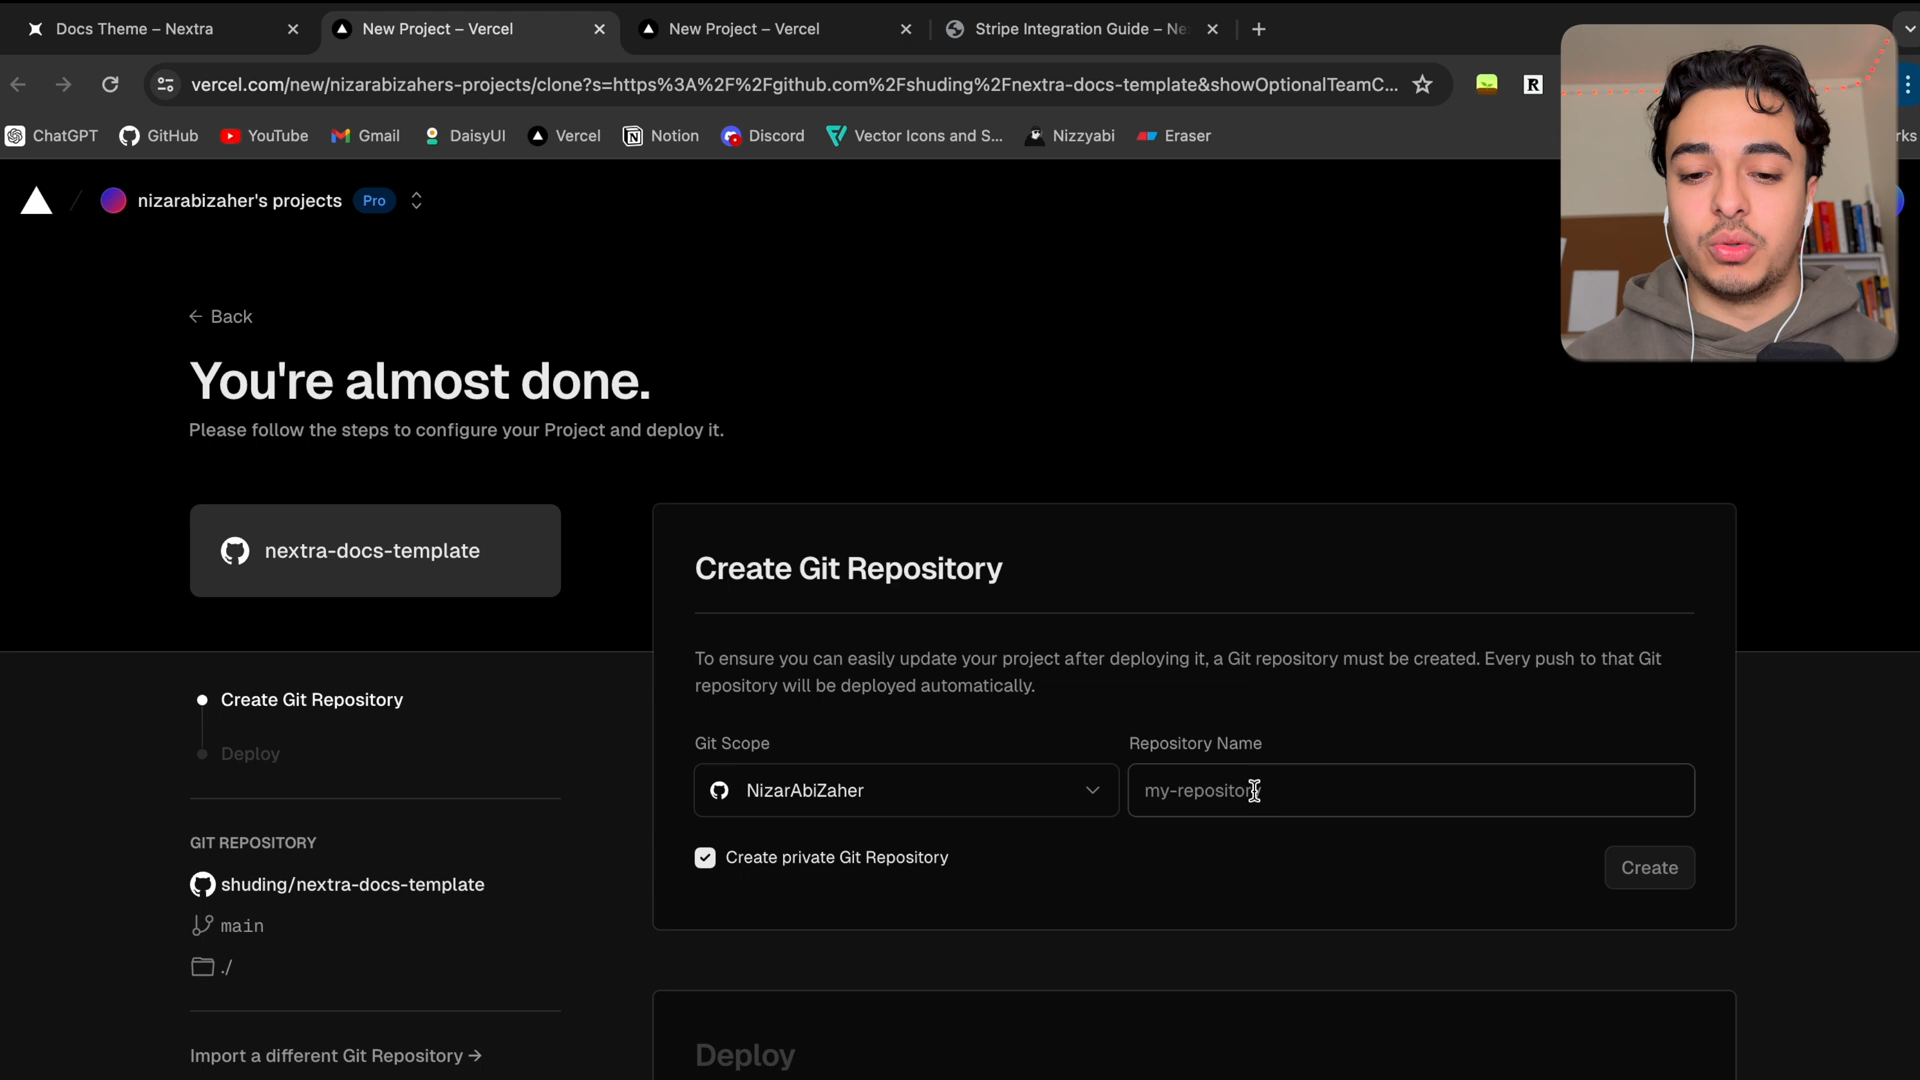 Docs Theme – Nextra
New Project – Vercel
New Project – Vercel
Stripe Integration Guide – Ne
vercel.com/new/nizarabizahers-projects/clone?s=https%3A%2F%2Fgithub.com%2Fshuding%2Fnextra-docs-template&showOptionalTeamC...
R
ChatGPT
GitHub
YouTube
Gmail
DaisyUI
Vercel
Notion
Discord
Vector Icons and S...
Nizzyabi
Eraser
rks
nizarabizaher's projects
Pro
← Back
You're almost done.
Please follow the steps to configure your Project and deploy it.
nextra-docs-template
Create Git Repository
Deploy
GIT REPOSITORY
shuding/nextra-docs-template
main
./
Import a different Git Repository →
Create Git Repository
To ensure you can easily update your project after deploying it, a Git repository must be created. Every push to that Git
repository will be deployed automatically.
Git Scope
Repository Name
NizarAbiZaher
my-repository
Create private Git Repository
Create
Deploy